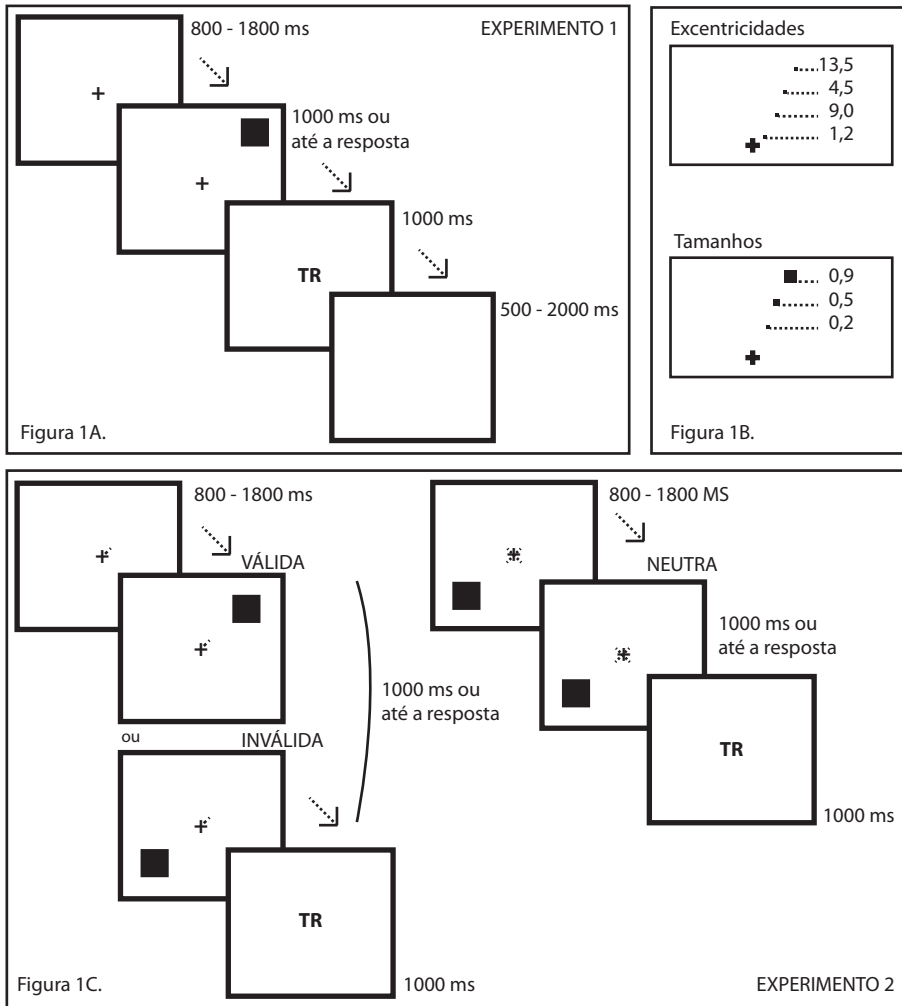 800 - 1800 ms
EXPERIMENTO 1
1000 ms ou
até a resposta
1000 ms
TR
500 - 2000 ms
Figura 1A.
Excentricidades
13,5
4,5
9,0
1,2
Tamanhos
0,9
0,5
0,2
Figura 1B.
800 - 1800 ms
VÁLIDA
ou
INVÁLIDA
1000 ms ou
até a resposta
TR
1000 ms
Figura 1C.
800 - 1800 MS
NEUTRA
1000 ms ou
até a resposta
TR
1000 ms
EXPERIMENTO 2